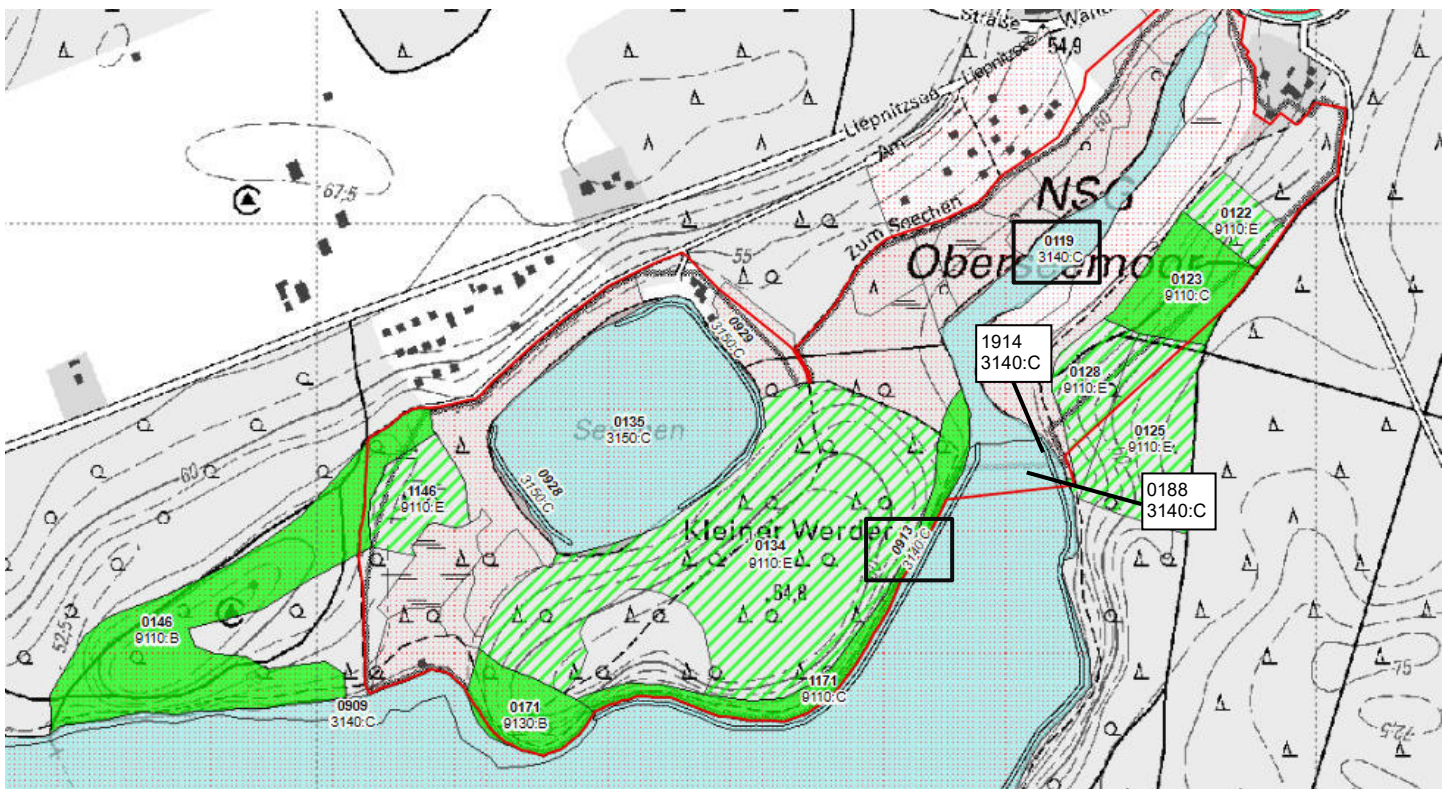 Straße
Wandl
54,9
Am Liepnitzsee
Liepnitzsee
67,5
60
NSG
Zum Seechen
0122
9110:E
55
0119
3140:C
Oberseemoor
0123
9110:C
0929
3150:C
1914
3140:C
0128
9110:E
0135
3150:C
Seechen
0125
9110:E
60
0928
3150:C
1146
9110:E
0188
3140:C
Kleiner Werder
0134
9110:E
0913
3140:C
54,8
0146
9110:B
52,5
75
1171
9110:C
0909
3140:C
0171
9130:B
72,5